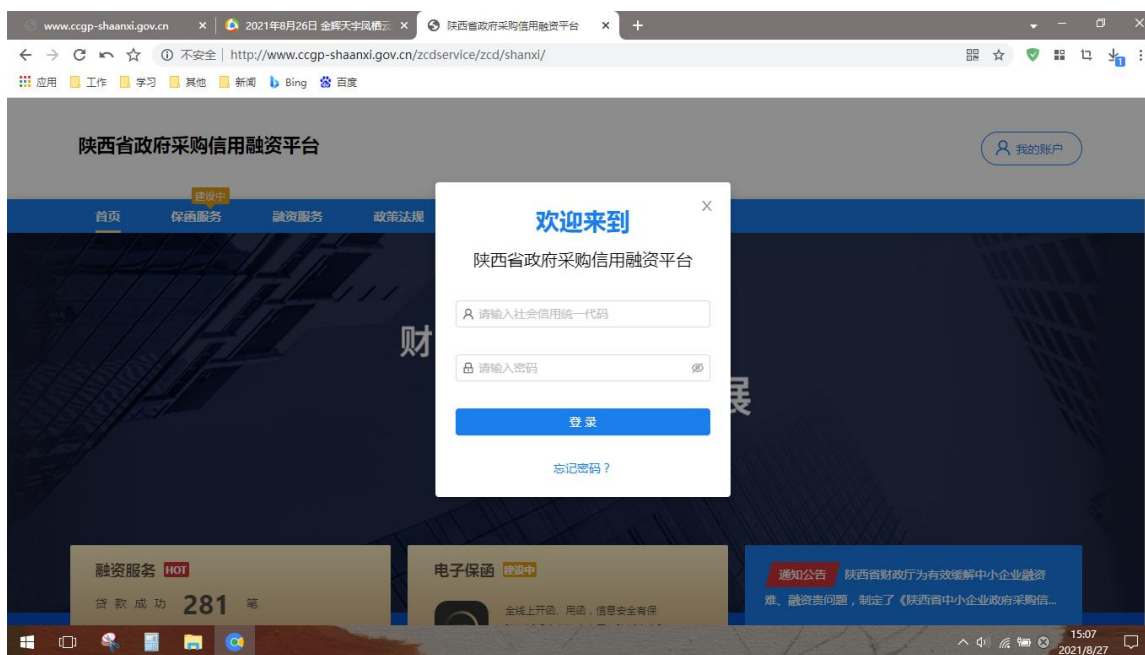 www.ccgp-shaanxi.gov.cn
2021年8月26日 金辉天宇凤栖云
陕西省政府采购信用融资平台
不安全 | http://www.ccgp-shaanxi.gov.cn/zcdservice/zcd/shanxi/
应用 工作 学习 其他 新闻 Bing 百度
陕西省政府采购信用融资平台
我的账户
建设中
首页 保函服务 融资服务 政策法规
欢迎来到
陕西省政府采购信用融资平台
请输入社会信用统一代码
请输入密码
登 录
忘记密码？
财
展
融资服务 HOT
贷款成功 281 笔
电子保函 建设中
全线上开函、用函，信息安全有保
通知公告 陕西省财政厅为有效缓解中小企业融资
难、融资贵问题，制定了《陕西省中小企业政府采购信...
15:07
2021/8/27